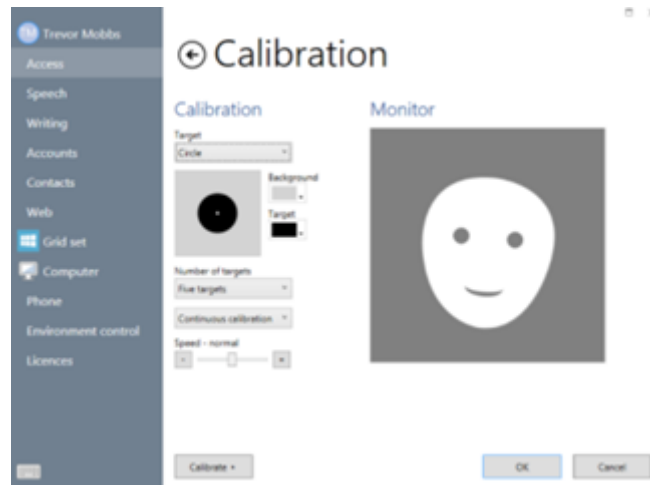 Trevor Mobbs
Access
Speech
Writing
Accounts
Contacts
Web
Grid set
Computer
Phone
Environment control
Licences
Calibration
Calibration
Target
Circle
Background
Target
Number of targets
Five targets
Continuous calibration
Speed - normal
-
+
Calibrate
Monitor
OK
Cancel